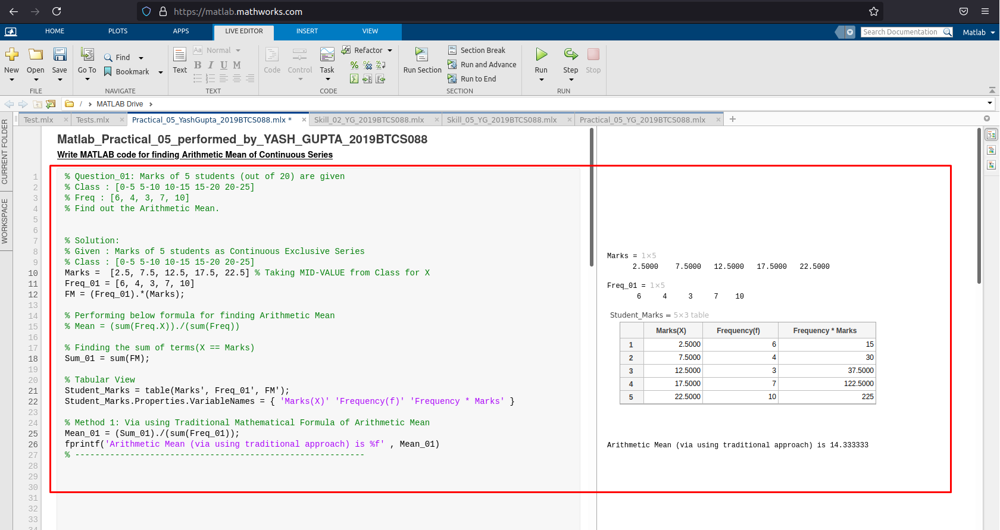 https://matlab.mathworks.com
HOME PLOTS APPS LIVE EDITOR INSERT VIEW
Search Documentation Matlab
New Open Save
FILE
Go To Find Bookmark
NAVIGATE
Text Aa Normal
B I U M
TEXT
Code Control Task Refactor
CODE
Run Section Section Break
Run and Advance
Run to End
SECTION
Run Step Stop
RUN
/ MATLAB Drive
CURRENT FOLDER
WORKSPACE
Test.mlx Tests.mlx Practical_05_YashGupta_2019BTCS088.mlx * Skill_02_YG_2019BTCS088.mlx Skill_05_YG_2019BTCS088.mlx Practical_05_YG_2019BTCS088.mlx
Matlab_Practical_05_performed_by_YASH_GUPTA_2019BTCS088
Write MATLAB code for finding Arithmetic Mean of Continuous Series
1 % Question_01: Marks of 5 students (out of 20) are given
2 % Class : [0-5 5-10 10-15 15-20 20-25]
3 % Freq : [6, 4, 3, 7, 10]
4 % Find out the Arithmetic Mean.
5
6
7 % Solution:
8 % Given : Marks of 5 students as Continuous Exclusive Series
9 % Class : [0-5 5-10 10-15 15-20 20-25]
10 Marks =  [2.5, 7.5, 12.5, 17.5, 22.5] % Taking MID-VALUE from Class for X
11 Freq_01 = [6, 4, 3, 7, 10]
12 FM = (Freq_01).*(Marks);
13
14 % Performing below formula for finding Arithmetic Mean
15 % Mean = (sum(Freq.X))./(sum(Freq))
16
17 % Finding the sum of terms(X == Marks)
18 Sum_01 = sum(FM);
19
20 % Tabular View
21 Student_Marks = table(Marks', Freq_01', FM');
22 Student_Marks.Properties.VariableNames = { 'Marks(X)' 'Frequency(f)' 'Frequency * Marks' }
23
24 % Method 1: Via using Traditional Mathematical Formula of Arithmetic Mean
25 Mean_01 = (Sum_01)./(sum(Freq_01));
26 fprintf('Arithmetic Mean (via using traditional approach) is %f' , Mean_01)
27 % ----------------------------------------------------------
28
29
30
31
32
33
34
Marks = 1×5
2.5000 7.5000 12.5000 17.5000 22.5000
Freq_01 = 1×5
6 4 3 7 10
Student_Marks = 5×3 table
Marks(X) Frequency(f) Frequency * Marks
1 2.5000 6 15
2 7.5000 4 30
3 12.5000 3 37.5000
4 17.5000 7 122.5000
5 22.5000 10 225
Arithmetic Mean (via using traditional approach) is 14.333333